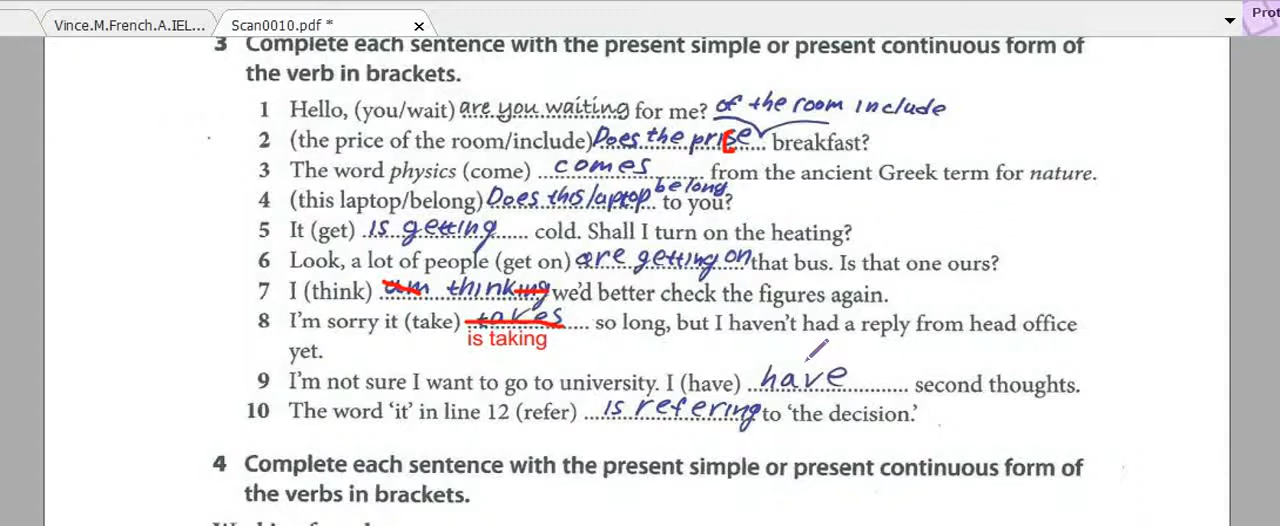 Prot
Vince.M.French.A.IEL... Scan0010.pdf *
3 Complete each sentence with the present simple or present continuous form of
the verb in brackets.
1 Hello, (you/wait) are you waiting for me? of the room include
2 (the price of the room/include) Does the price breakfast?
3 The word physics (come) comes from the ancient Greek term for nature.
4 (this laptop/belong) Does this laptop belong to you?
5 It (get) is getting cold. Shall I turn on the heating?
6 Look, a lot of people (get on) are getting on that bus. Is that one ours?
7 I (think) am thinking we'd better check the figures again.
8 I'm sorry it (take) takes so long, but I haven't had a reply from head office
is taking
yet.
9 I'm not sure I want to go to university. I (have) have second thoughts.
10 The word 'it' in line 12 (refer) is refering to 'the decision.'
4 Complete each sentence with the present simple or present continuous form of
the verbs in brackets.